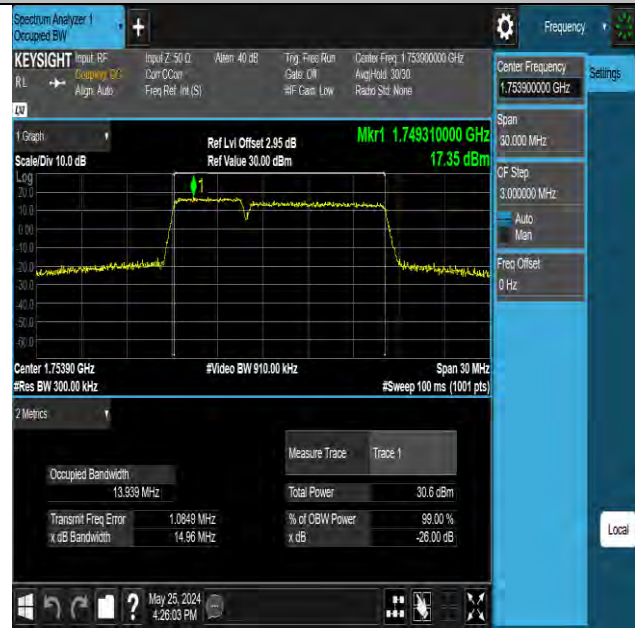 Spectrum Analyzer 1
Occupied BW
+
Frequency
KEYSIGHT
Input: RF
Input Z: 50 Ω
Atten: 40 dB
Trig: Free Run
Center Freq: 1.753900000 GHz
RL
Coupling: DC
Corr CCorr
Gate: Off
Avg|Hold: 30/30
Align: Auto
Freq Ref: Int (S)
#IF Gain: Low
Radio Std: None
LXI
Center Frequency
1.753900000 GHz
Settings
Span
30.000 MHz
CF Step
3.000000 MHz
Auto
Man
Freq Offset
0 Hz
1 Graph
Ref Lvl Offset 2.95 dB
Mkr1 1.749310000 GHz
Scale/Div 10.0 dB
Ref Value 30.00 dBm
17.35 dBm
Log
1
20.0
10.0
0.00
-10.0
-20.0
-30.0
-40.0
-50.0
-60.0
Center 1.75390 GHz
#Video BW 910.00 kHz
Span 30 MHz
#Res BW 300.00 kHz
#Sweep 100 ms (1001 pts)
2 Metrics
Measure Trace
Trace 1
Occupied Bandwidth
13.939 MHz
Total Power
30.6 dBm
Transmit Freq Error
1.0649 MHz
% of OBW Power
99.00 %
x dB Bandwidth
14.96 MHz
x dB
-26.00 dB
Local
?
May 25, 2024
4:26:03 PM